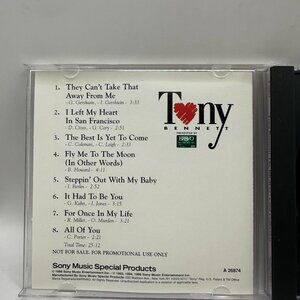 1. They Can't Take That
Away From Me
-G. Gershwin, I. Gershwin - 3:33
2. I Left My Heart
In San Francisco
-D. Cross, G. Cory - 2:51
3. The Best Is Yet To Come
-C. Coleman, C. Leigh - 2:33
4. Fly Me To The Moon
(In Other Words)
-B. Howard - 4:11
5. Steppin' Out With My Baby
-I. Berlin - 2:52
6. It Had To Be You
-G. Kahn, I. Jones - 3:15
7. For Once In My Life
-R. Miller, O. Murden - 3:21
8. All Of You
-C. Porter - 2:21
Total Time: 25:12
NOT FOR SALE. FOR PROMOTIONAL USE ONLY
Tony
BENNETT
Sony Music Special Products
A 26874